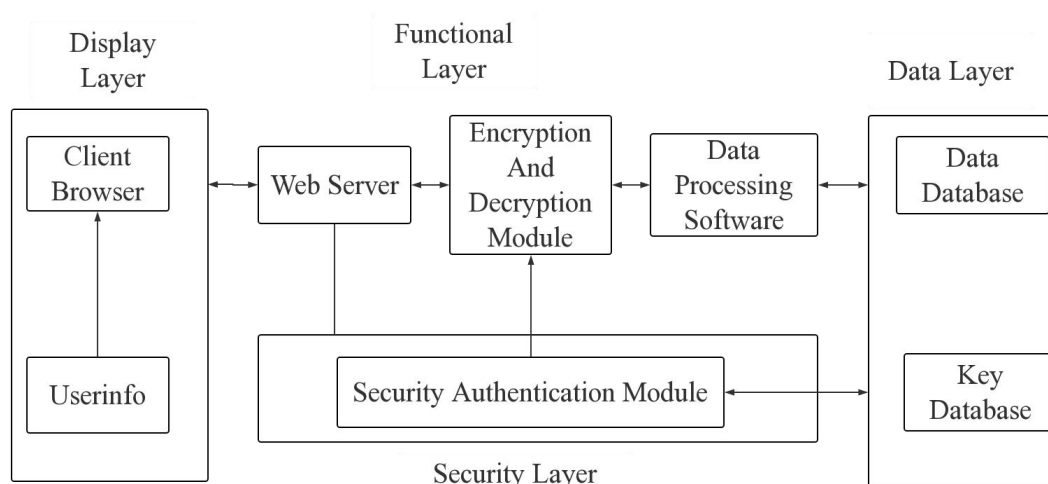 Display
Layer
Functional
Layer
Data Layer
Client
Browser
Web Server
Encryption
And
Decryption
Module
Data
Processing
Software
Data
Database
Userinfo
Security Authentication Module
Key
Database
Security Layer